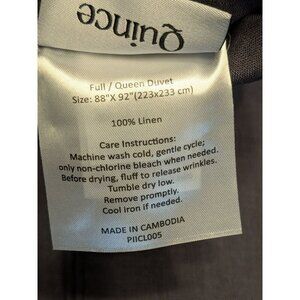 Quince
Full / Queen Duvet
Size: 88"X 92"(223x233 cm)
100% Linen
Care Instructions:
Machine wash cold, gentle cycle;
only non-chlorine bleach when needed.
Before drying, fluff to release wrinkles.
Tumble dry low.
Remove promptly.
Cool iron if needed.
MADE IN CAMBODIA
PIICL005